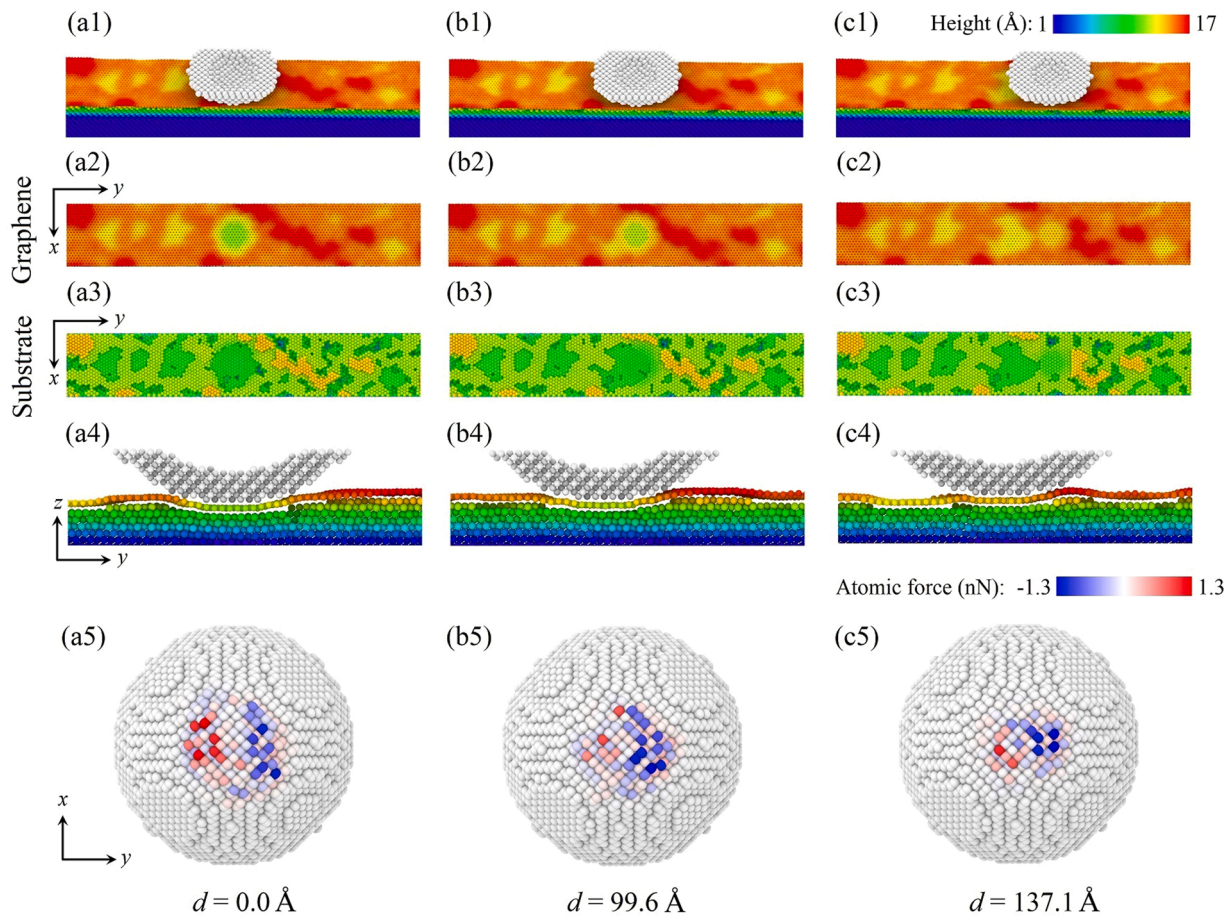 (a1) (b1) (c1) Height (Å): 1 17
(a2) (b2) (c2)
y
x
Graphene
(a3) (b3) (c3)
y
x
Substrate
(a4) (b4) (c4)
z
y
Atomic force (nN): -1.3 1.3
(a5) (b5) (c5)
x
y
d = 0.0 Å d = 99.6 Å d = 137.1 Å